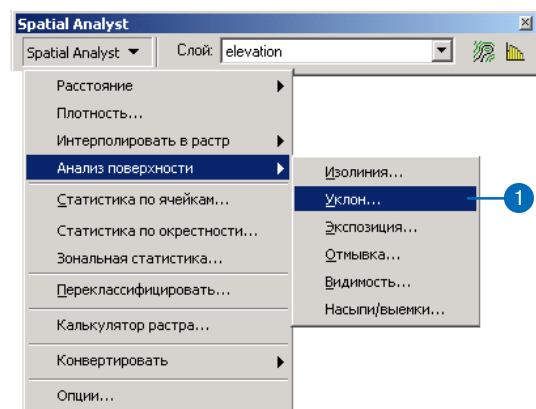 Spatial Analyst
Spatial Analyst Слой: elevation
Расстояние
Плотность...
Интерполировать в растр
Анализ поверхности
Статистика по ячейкам...
Статистика по окрестности...
Зональная статистика...
Переклассифицировать...
Калькулятор растра...
Конвертировать
Опции...
Изолиния...
Уклон...
1
Экспозиция...
Отмывка...
Видимость...
Насыпи/выемки...